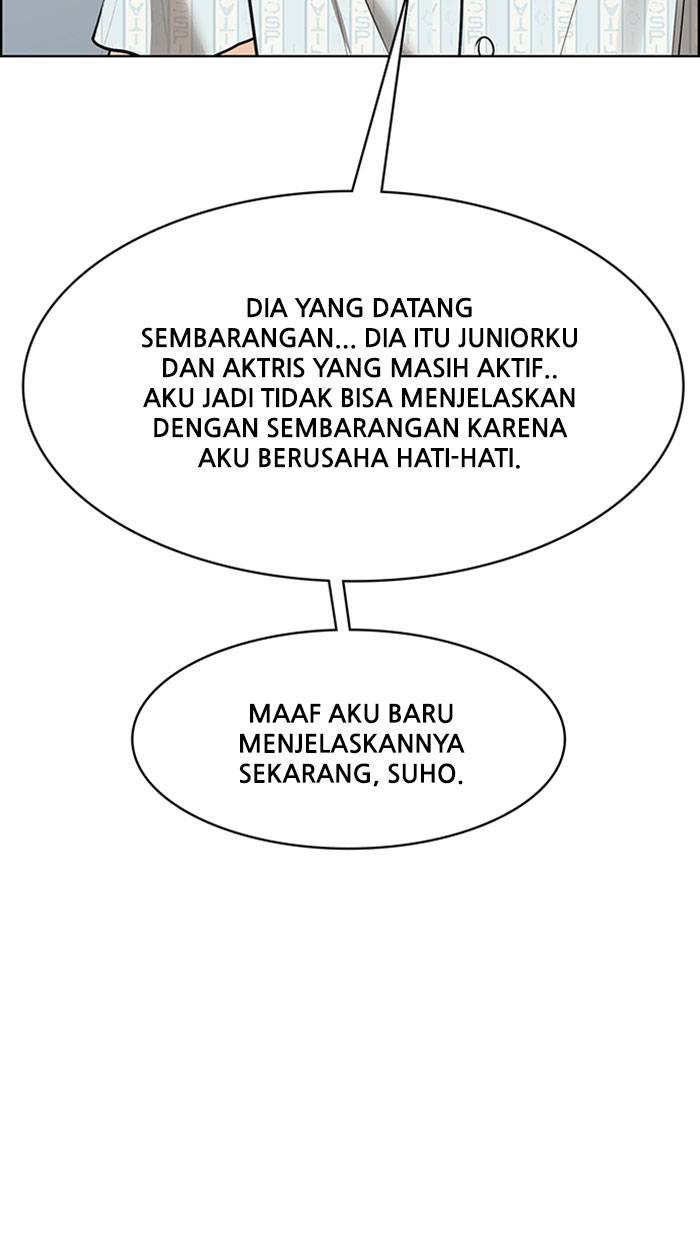 DIA YANG DATANG
SEMBARANGAN... DIA ITU JUNIORKU
DAN AKTRIS YANG MASIH AKTIF..
AKU JADI TIDAK BISA MENJELASKAN
DENGAN SEMBARANGAN KARENA
AKU BERUSAHA HATI-HATI.
MAAF AKU BARU
MENJELASKANNYA
SEKARANG, SUHO.